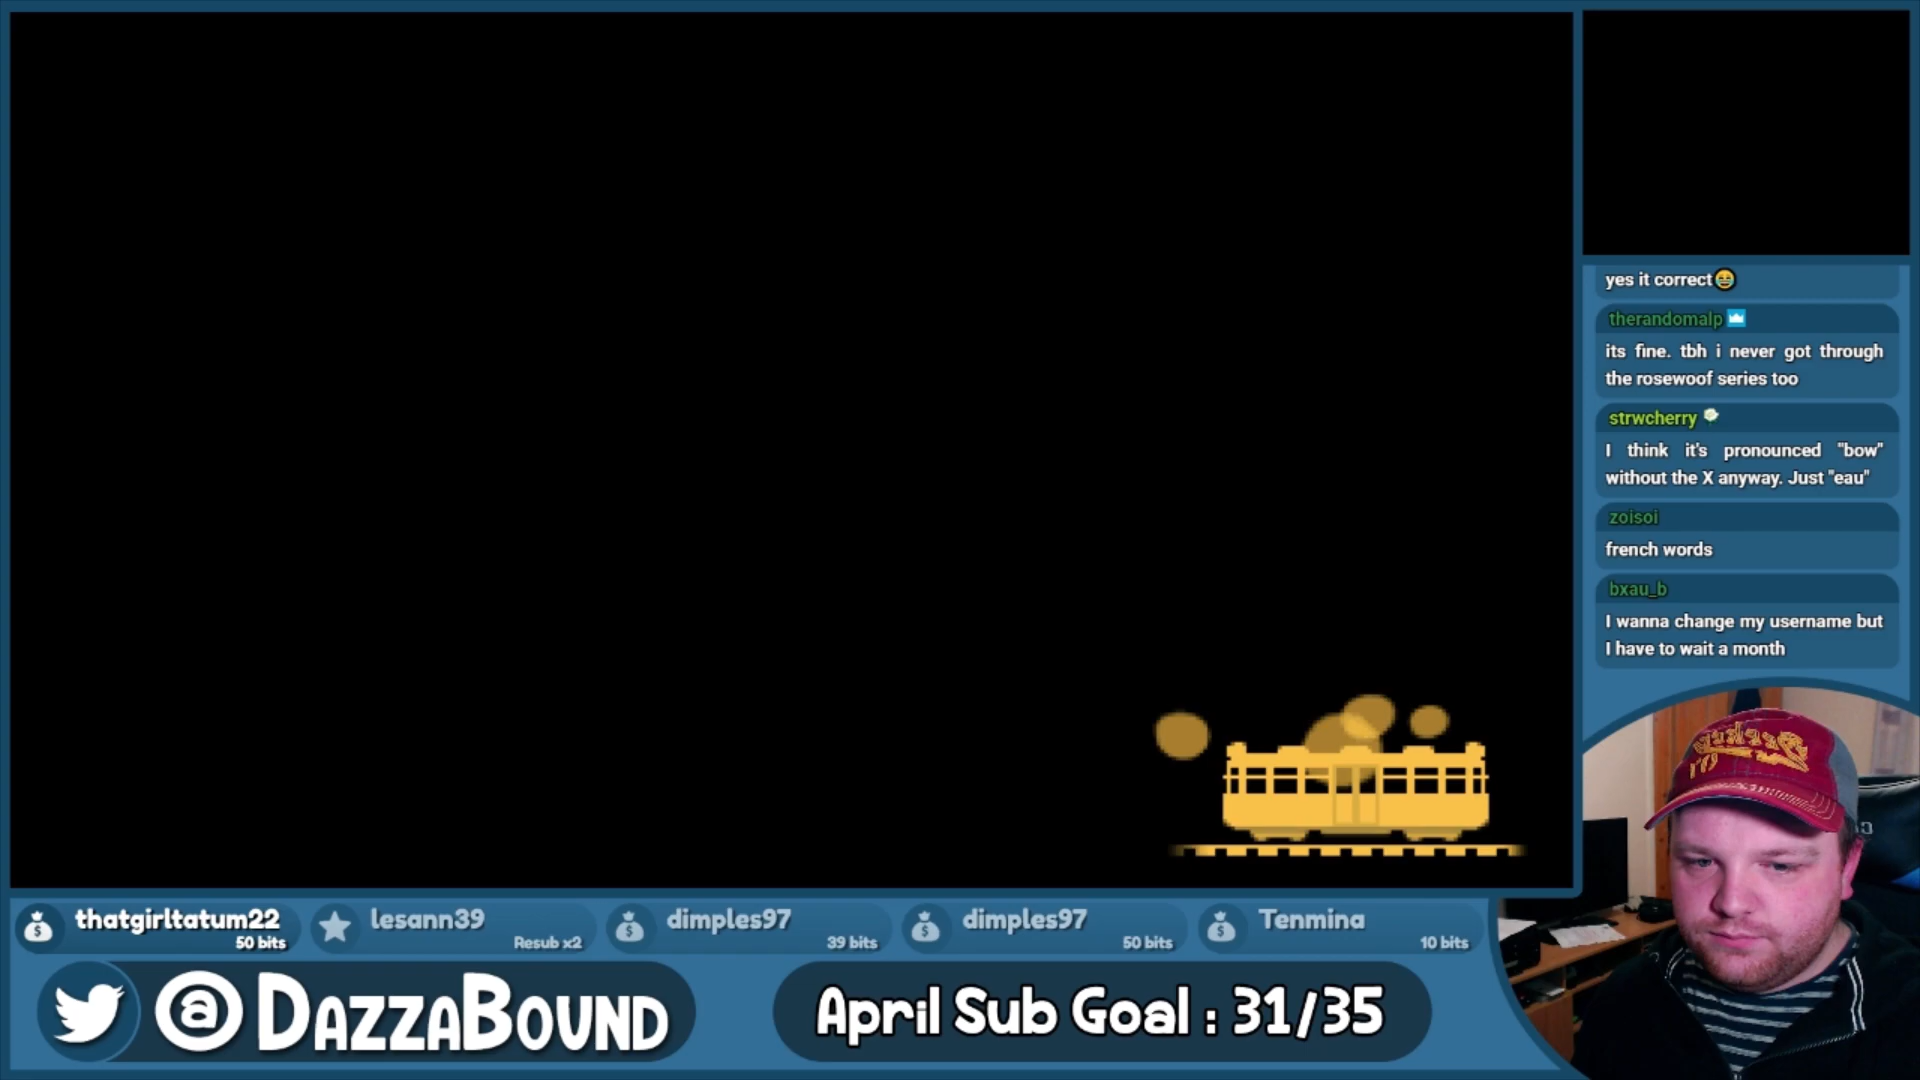 yes it correct
therandomalp
its fine. tbh i never got through
the rosewoof series too
strwcherry
I think it's pronounced "bow"
without the X anyway. Just "eau"
zoisoi
french words
bxau_b
I wanna change my username but
I have to wait a month
thatgirltatum22
50 bits
lesann39
Resub x2
dimples97
39 bits
dimples97
50 bits
Tenmina
10 bits
@DAZZABOUND
April Sub Goal : 31/35